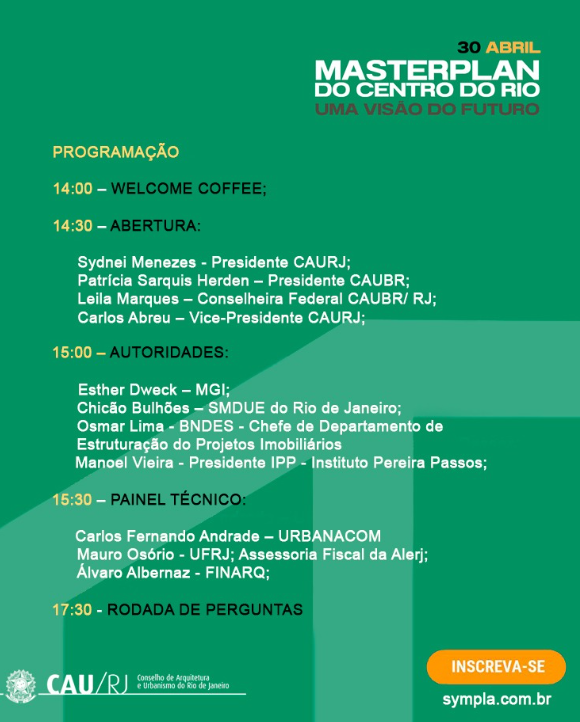 30 ABRIL
MASTERPLAN
DO CENTRO DO RIO
UMA VISÃO DO FUTURO
PROGRAMAÇÃO
14:00 – WELCOME COFFEE;
14:30 – ABERTURA:
Sydnei Menezes - Presidente CAURJ;
Patrícia Sarquis Herden – Presidente CAUBR;
Leila Marques – Conselheira Federal CAUBR/ RJ;
Carlos Abreu – Vice-Presidente CAURJ;
15:00 – AUTORIDADES:
Esther Dweck – MGI;
Chicão Bulhões – SMDUE do Rio de Janeiro;
Osmar Lima - BNDES - Chefe de Departamento de
Estruturação do Projetos Imobiliários
Manoel Vieira - Presidente IPP - Instituto Pereira Passos;
15:30 – PAINEL TÉCNICO:
Carlos Fernando Andrade – URBANACOM
Mauro Osório - UFRJ; Assessoria Fiscal da Alerj;
Álvaro Albernaz - FINARQ;
17:30 - RODADA DE PERGUNTAS
INSCREVA-SE
sympla.com.br
CAU/RJ
Conselho de Arquitetura
e Urbanismo do Rio de Janeiro